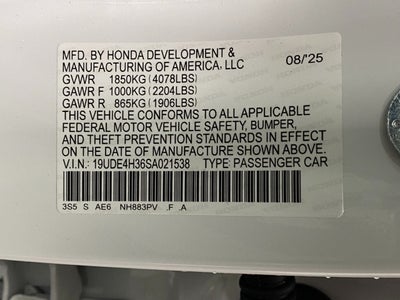 MFD. BY HONDA DEVELOPMENT &
MANUFACTURING OF AMERICA, LLC 08/'25
GVWR 1850KG (4078LBS)
GAWR F 1000KG (2204LBS)
GAWR R 865KG (1906LBS)
THIS VEHICLE CONFORMS TO ALL APPLICABLE
FEDERAL MOTOR VEHICLE SAFETY, BUMPER,
AND THEFT PREVENTION STANDARDS IN EFFECT
ON THE DATE OF MANUFACTURE SHOWN ABOVE.
V.I.N.: 19UDE4H36SA021538 TYPE: PASSENGER CAR
3S5 S AE6 NH883PV .F .A